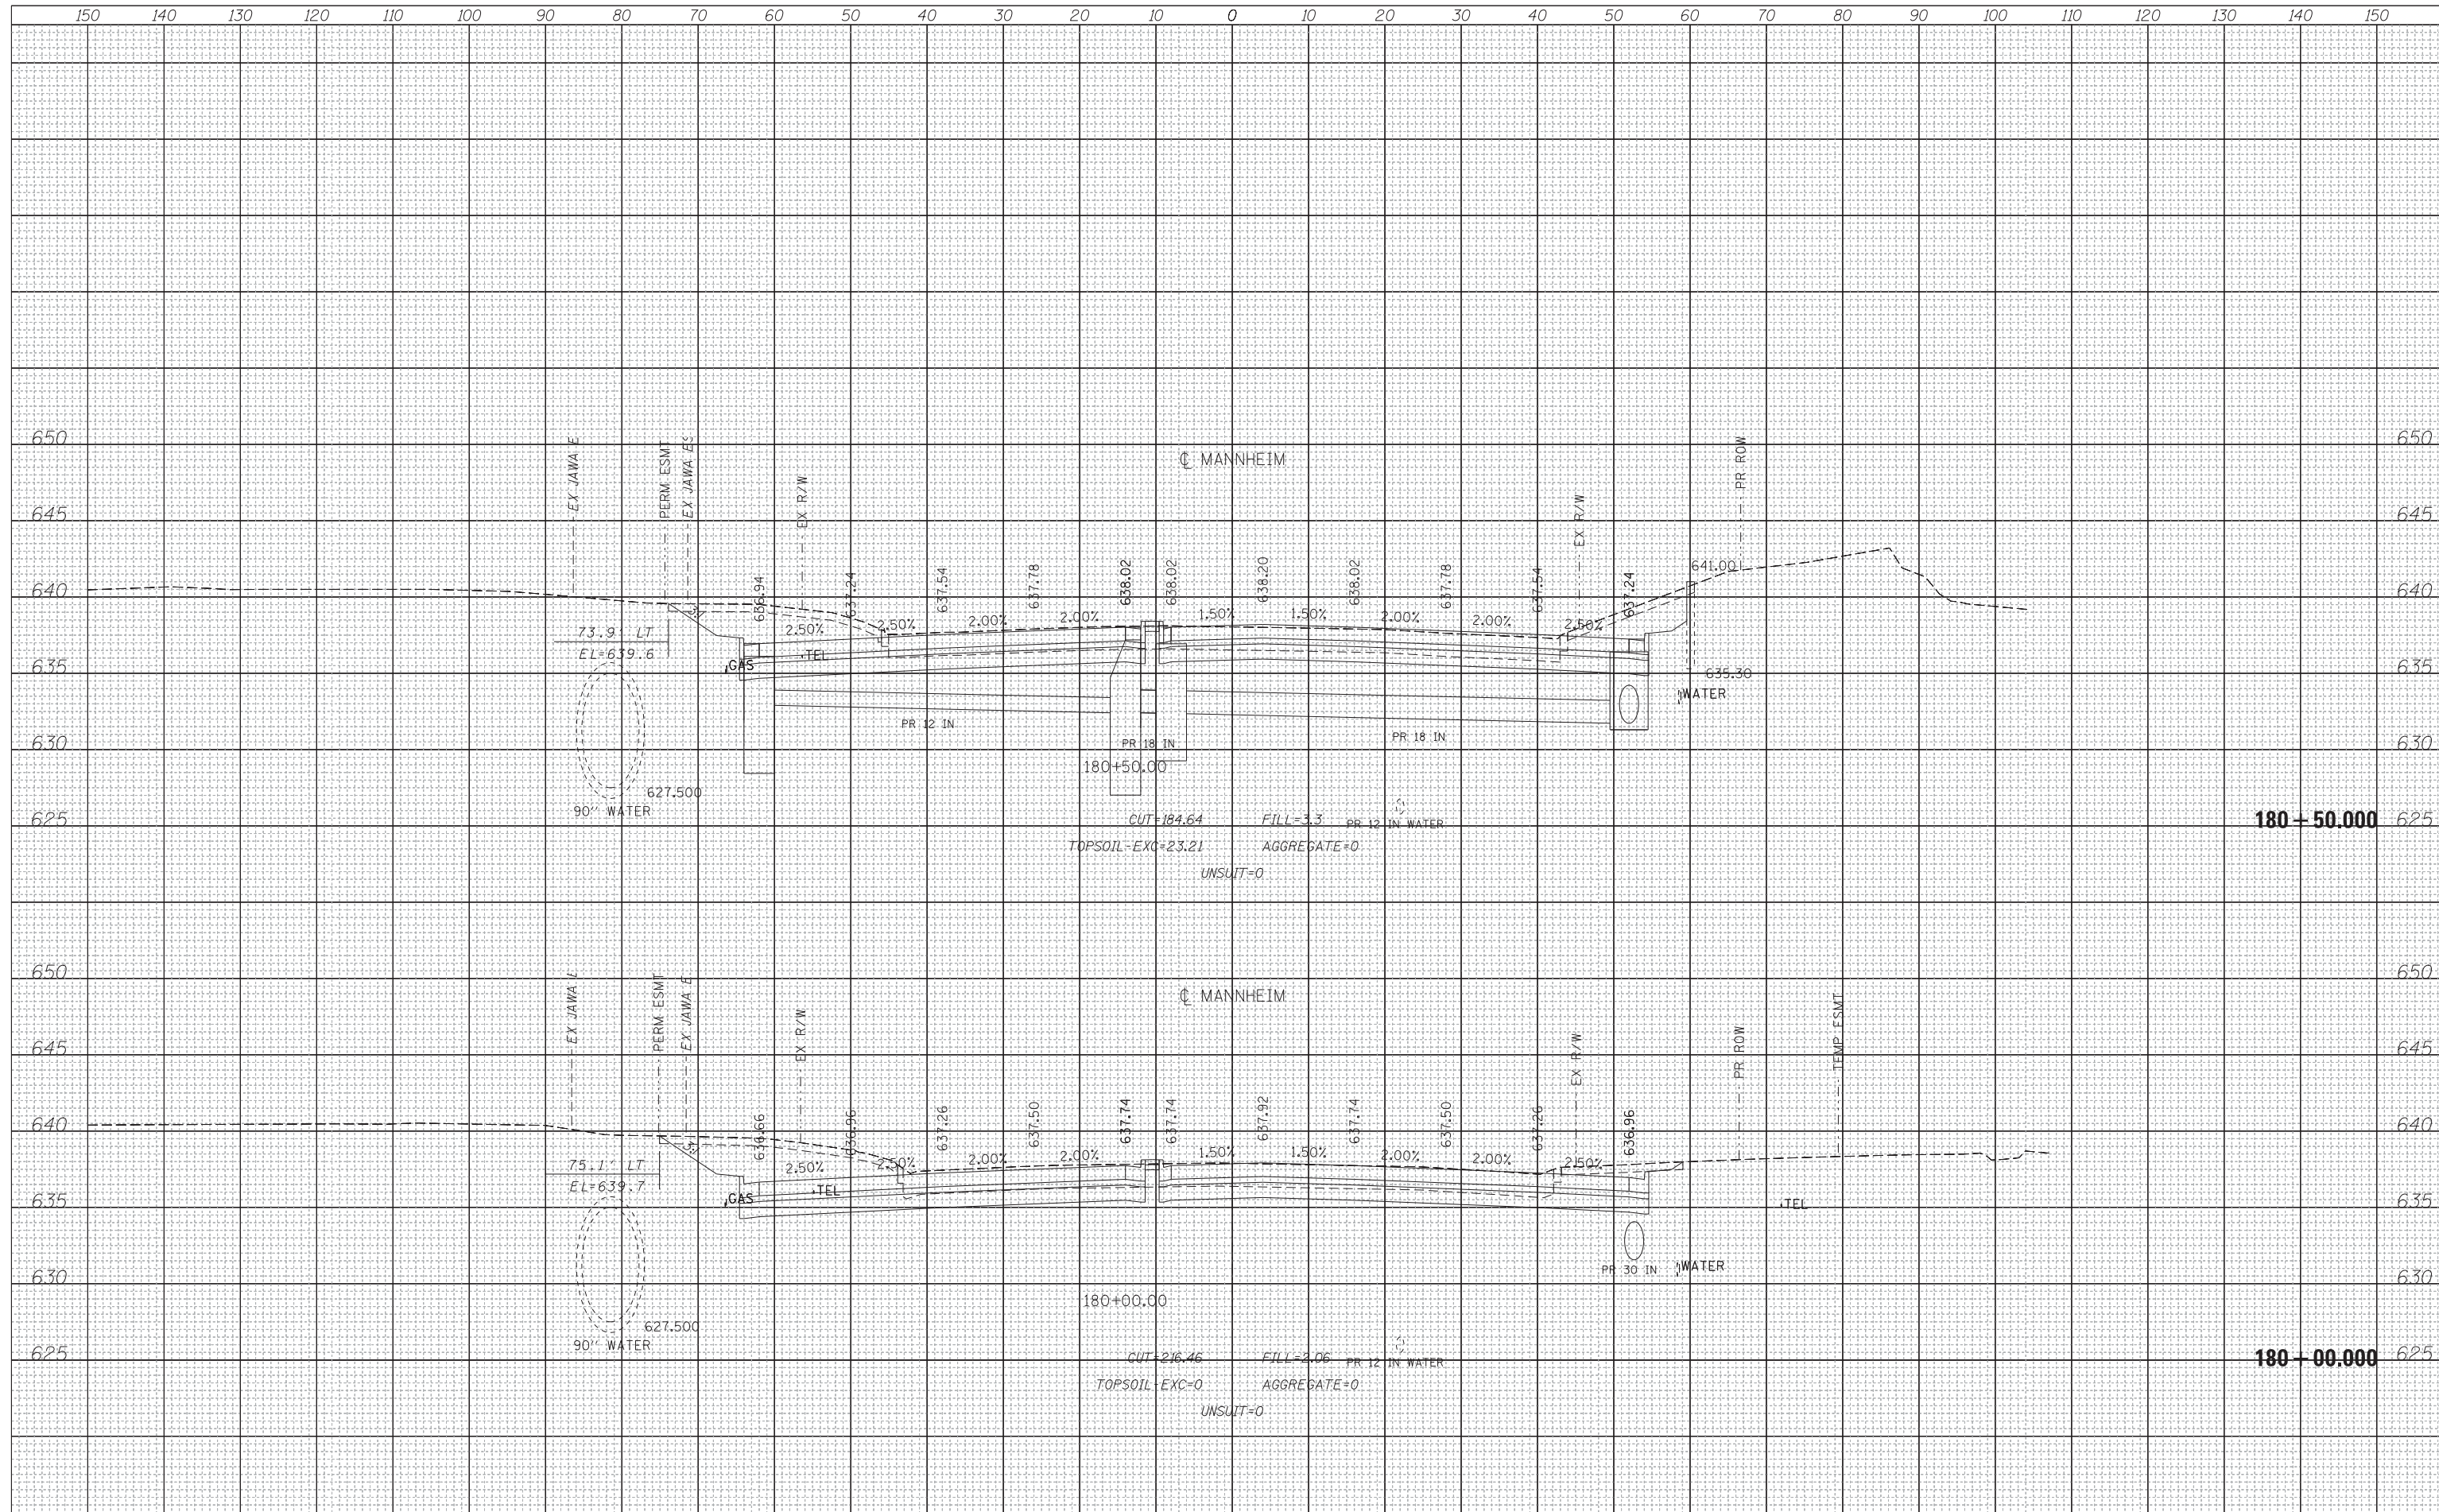 150 140 130 120 110 100 90 80 70 60 50 40 30 20 10 0 10 20 30 40 50 60 70 80 90 100 110 120 130 140 150
650 650
EX JAWA E
PERM ESMT
EX JAWA ES
EX R/W
₵ MANNHEIM
EX R/W
PR ROW
645 645
640 640
636.94 637.24 637.54 637.78 638.02 638.02 638.20 638.02 637.78 637.54 637.24
641.00
2.50% 2.50% 2.00% 2.00% 1.50% 1.50% 2.00% 2.00% 2.50%
73.9' LT
EL=639.6
GAS
TEL
635 635
635.30
WATER
PR 12 IN
PR 18 IN
PR 18 IN
630 630
180+50.00
627.500
90'' WATER
625 625
CUT=184.64 FILL=3.3 PR 12 IN WATER
180 + 50.000
TOPSOIL-EXC=23.21 AGGREGATE=0
UNSUIT=0
650 650
EX JAWA
PERM ESMT
EX JAWA E
EX R/W
₵ MANNHEIM
EX R/W
PR ROW
TEMP ESMT
645 645
640 640
636.66 636.96 637.26 637.50 637.74 637.74 637.92 637.74 637.50 637.26 636.96
2.50% 2.50% 2.00% 2.00% 1.50% 1.50% 2.00% 2.00% 2.50%
75.1' LT
EL=639.7
GAS
TEL
TEL
635 635
PR 30 IN
WATER
630 630
180+00.00
627.500
90'' WATER
625 625
CUT=216.46 FILL=2.06 PR 12 IN WATER
180 + 00.000
TOPSOIL-EXC=0 AGGREGATE=0
UNSUIT=0